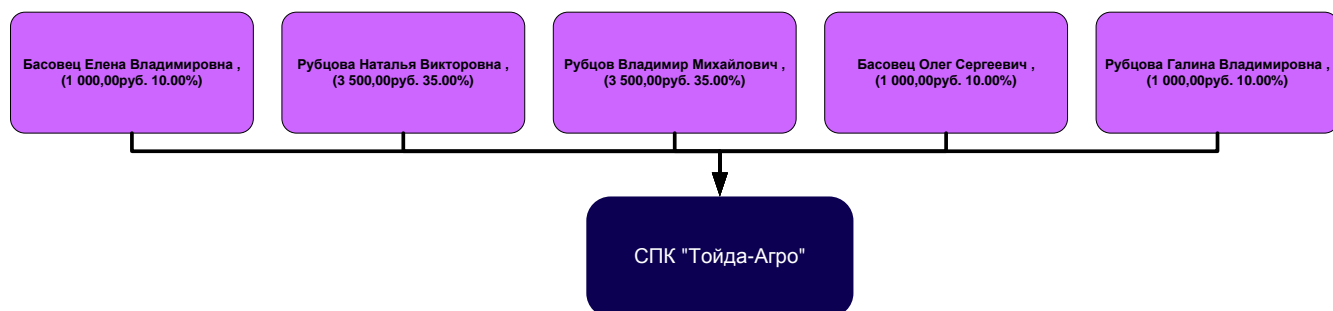 Басовец Елена Владимировна ,
(1 000,00руб. 10.00%)
Рубцова Наталья Викторовна ,
(3 500,00руб. 35.00%)
Рубцов Владимир Михайлович ,
(3 500,00руб. 35.00%)
Басовец Олег Сергеевич ,
(1 000,00руб. 10.00%)
Рубцова Галина Владимировна ,
(1 000,00руб. 10.00%)
СПК "Тойда-Агро"